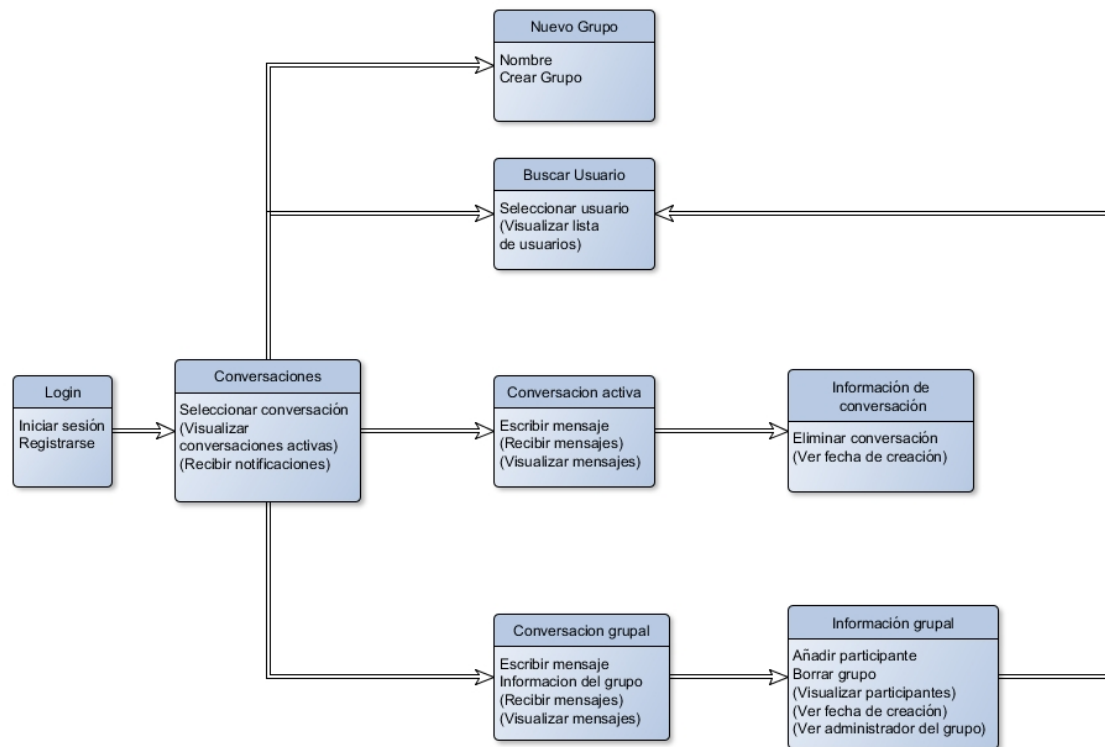 Nuevo Grupo
Nombre
Crear Grupo
Buscar Usuario
Seleccionar usuario
(Visualizar lista
de usuarios)
Login
Iniciar sesión
Registrarse
Conversaciones
Seleccionar conversación
(Visualizar
conversaciones activas)
(Recibir notificaciones)
Conversacion activa
Escribir mensaje
(Recibir mensajes)
(Visualizar mensajes)
Información de
conversación
Eliminar conversación
(Ver fecha de creación)
Conversacion grupal
Escribir mensaje
Informacion del grupo
(Recibir mensajes)
(Visualizar mensajes)
Información grupal
Añadir participante
Borrar grupo
(Visualizar participantes)
(Ver fecha de creación)
(Ver administrador del grupo)